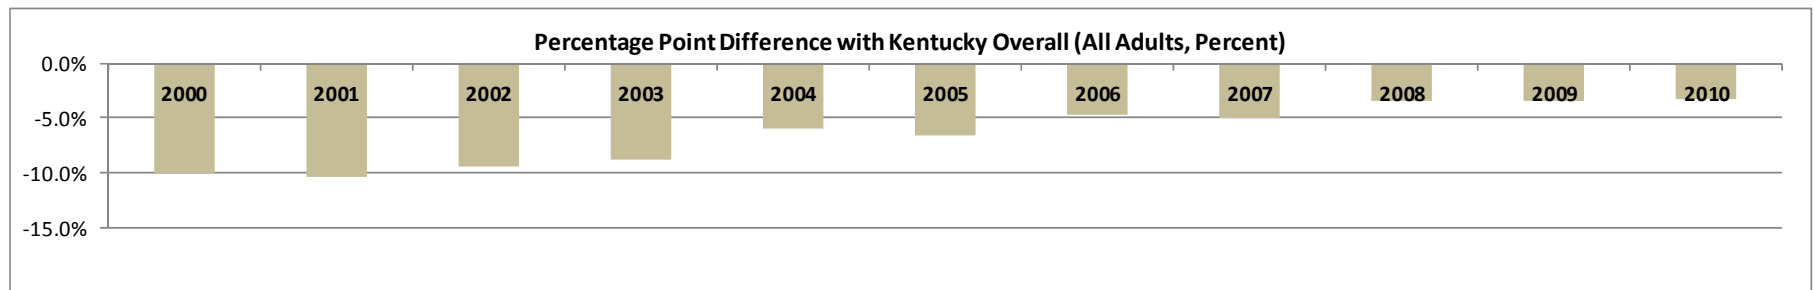 Percentage Point Difference with Kentucky Overall (All Adults, Percent)
0.0%
2000 2001 2002 2003 2004 2005 2006 2007 2008 2009 2010
-5.0%
-10.0%
-15.0%